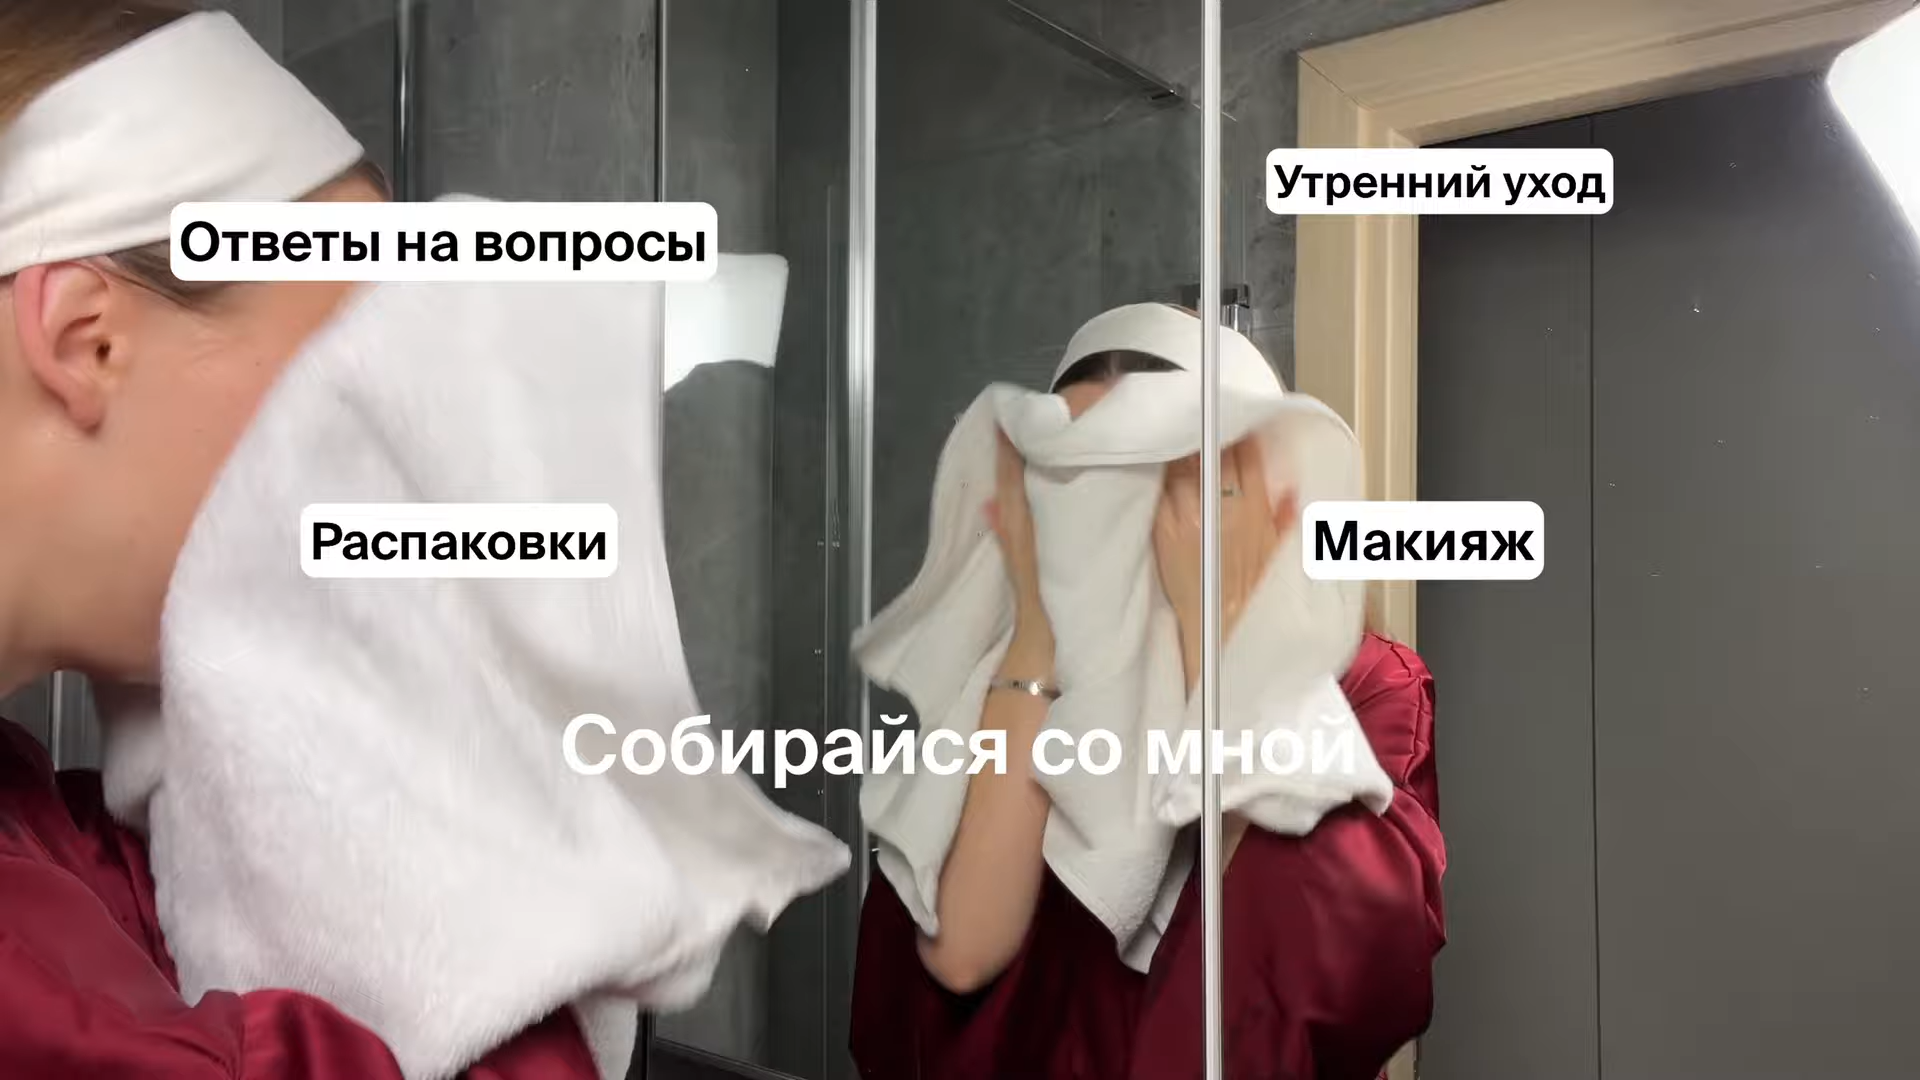 Утренний уход
Ответы на вопросы
Распаковки
Макияж
Собирайся со мной